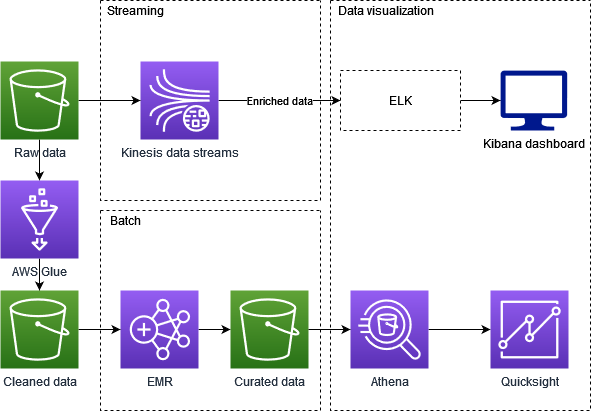 Streaming
Data visualization
Enriched data
ELK
Raw data
Kinesis data streams
Kibana dashboard
Batch
AWS Glue
Cleaned data
EMR
Curated data
Athena
Quicksight